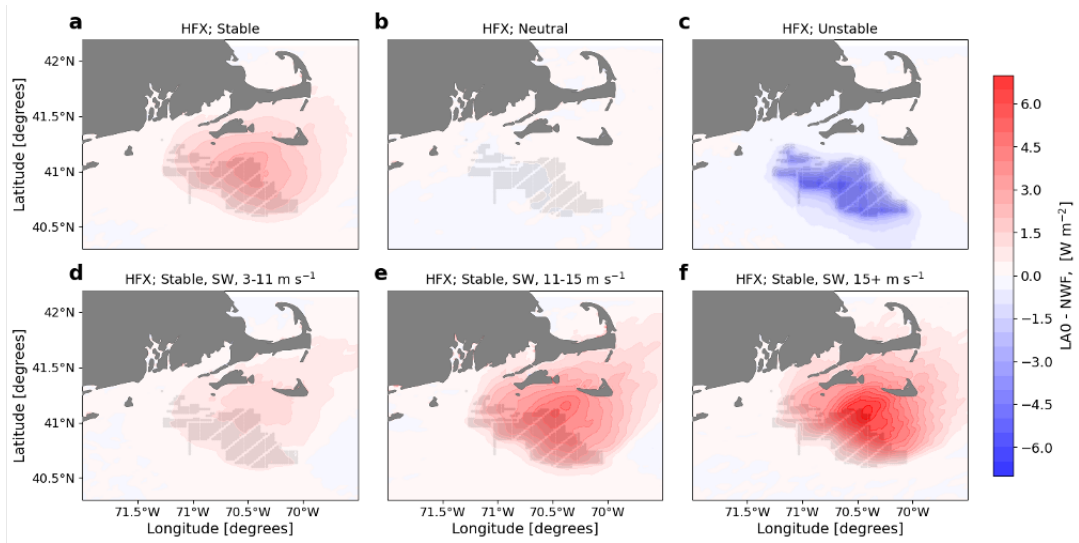 a HFX; Stable
b HFX; Neutral
c HFX; Unstable
42°N
41.5°N
41°N
40.5°N
Latitude [degrees]
d HFX; Stable, SW, 3-11 m s⁻¹
e HFX; Stable, SW, 11-15 m s⁻¹
f HFX; Stable, SW, 15+ m s⁻¹
42°N
41.5°N
41°N
40.5°N
Latitude [degrees]
71.5°W 71°W 70.5°W 70°W
71.5°W 71°W 70.5°W 70°W
71.5°W 71°W 70.5°W 70°W
Longitude [degrees]
Longitude [degrees]
Longitude [degrees]
6.0
4.5
3.0
1.5
0.0
−1.5
−3.0
−4.5
−6.0
LA0 - NWF, [W m⁻²]